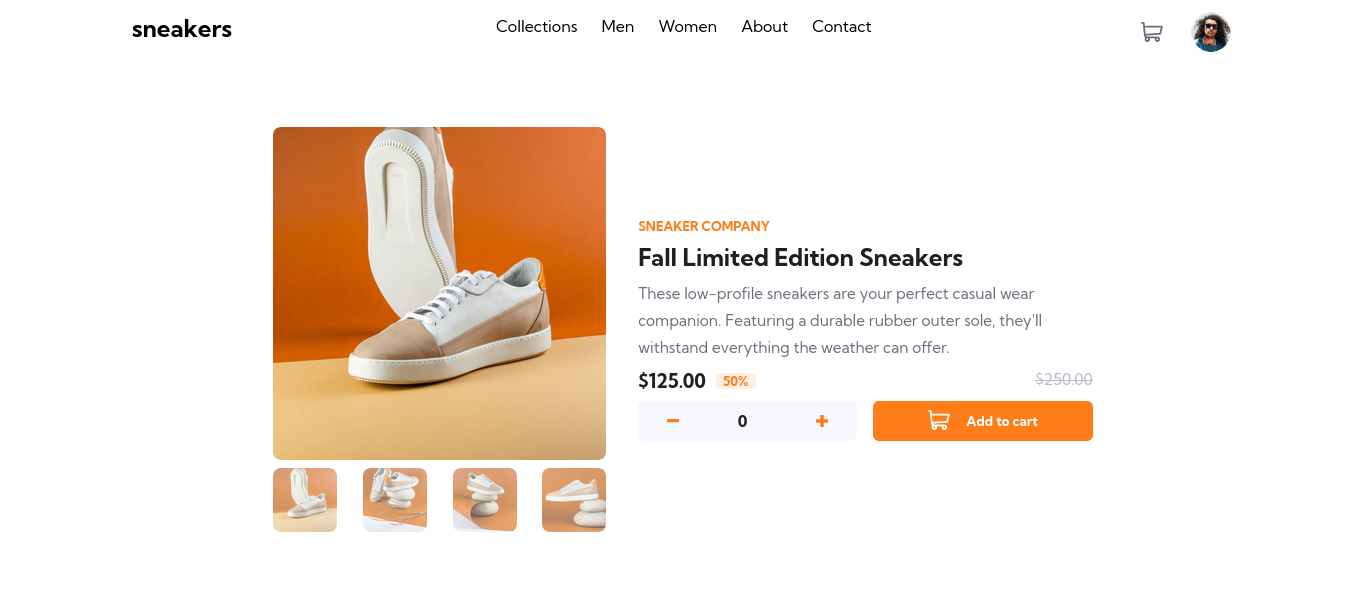 sneakers
Collections Men Women About Contact
SNEAKER COMPANY
Fall Limited Edition Sneakers
These low-profile sneakers are your perfect casual wear
companion. Featuring a durable rubber outer sole, they'll
withstand everything the weather can offer.
$125.00 50% $250.00
0 Add to cart